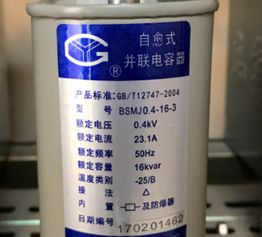 自愈式
并联电容器
G ®
产品标准:GB/T12747-2004
型 号 BSMJ0.4-16-3
额定电压 0.4kV
额定电流 23.1A
额定频率 50Hz
额定容量 16kvar
温度类别 -25/B
接 法 △
内 置 及防爆器
日期编号 170201462